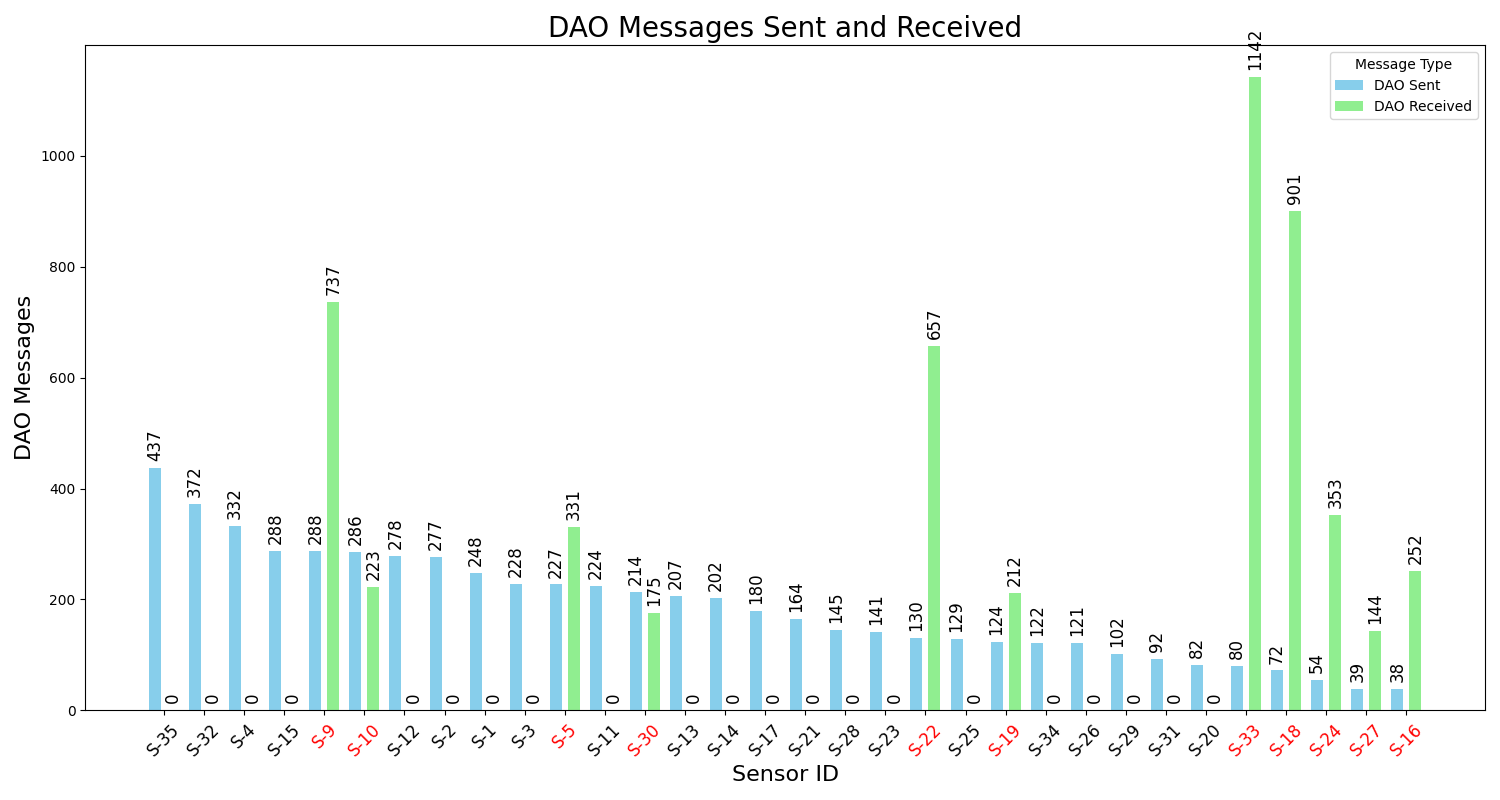 DAO Messages Sent and Received
Message Type
DAO Sent
DAO Received
DAO Messages
1000
800
600
400
200
0
437 0 372 0 332 0 288 0 288 737 286 223 278 0 277 0 248 0 228 0 227 331 224 0 214 175 207 0 202 0 180 0 164 0 145 0 141 0 130 657 129 0 124 212 122 0 121 0 102 0 92 0 82 0 80 1142 72 901 54 353 39 144 38 252
S-35 S-32 S-4 S-15 S-9 S-10 S-12 S-2 S-1 S-3 S-5 S-11 S-30 S-13 S-14 S-17 S-21 S-28 S-23 S-22 S-25 S-19 S-34 S-26 S-29 S-31 S-20 S-33 S-18 S-24 S-27 S-16
Sensor ID